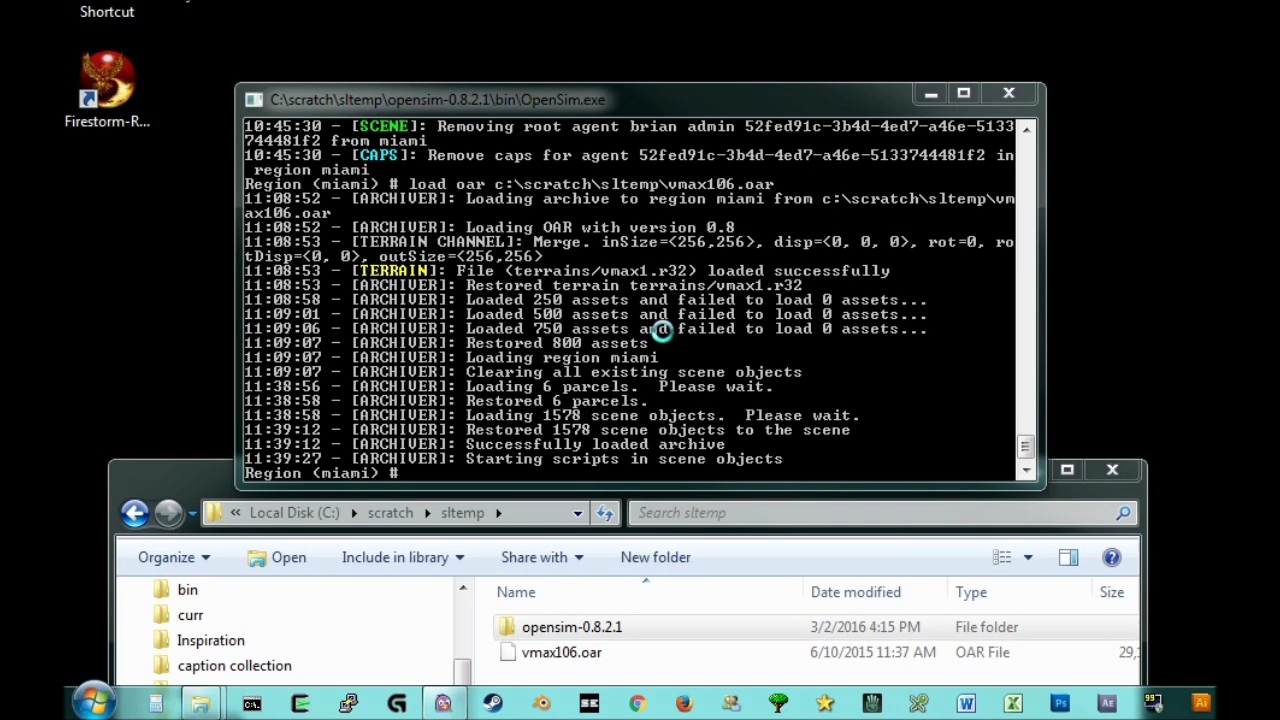 Shortcut
Firestorm-R...
C:\scratch\sltemp\opensim-0.8.2.1\bin\OpenSim.exe
10:45:30 - [SCENE]: Removing root agent brian admin 52fed91c-3b4d-4ed7-a46e-5133
744481f2 from miami
10:45:30 - [CAPS]: Remove caps for agent 52fed91c-3b4d-4ed7-a46e-5133744481f2 in
region miami
Region (miami) # load oar c:\scratch\sltemp\vmax106.oar
11:08:52 - [ARCHIVER]: Loading archive to region miami from c:\scratch\sltemp\vm
ax106.oar
11:08:52 - [ARCHIVER]: Loading OAR with version 0.8
11:08:53 - [TERRAIN CHANNEL]: Merge. inSize=<256,256>, disp=<0, 0, 0>, rot=0, ro
tDisp=<0, 0>, outSize=<256,256>
11:08:53 - [TERRAIN]: File (terrains/vmax1.r32) loaded successfully
11:08:53 - [ARCHIVER]: Restored terrain terrains/vmax1.r32
11:08:58 - [ARCHIVER]: Loaded 250 assets and failed to load 0 assets...
11:09:01 - [ARCHIVER]: Loaded 500 assets and failed to load 0 assets...
11:09:06 - [ARCHIVER]: Loaded 750 assets and failed to load 0 assets...
11:09:07 - [ARCHIVER]: Restored 800 assets
11:09:07 - [ARCHIVER]: Loading region miami
11:09:07 - [ARCHIVER]: Clearing all existing scene objects
11:38:56 - [ARCHIVER]: Loading 6 parcels.  Please wait.
11:38:58 - [ARCHIVER]: Restored 6 parcels.
11:38:58 - [ARCHIVER]: Loading 1578 scene objects.  Please wait.
11:39:12 - [ARCHIVER]: Restored 1578 scene objects to the scene
11:39:12 - [ARCHIVER]: Successfully loaded archive
11:39:27 - [ARCHIVER]: Starting scripts in scene objects
Region (miami) #
« Local Disk (C:) scratch sltemp Search sltemp
Organize Open Include in library Share with New folder
bin
curr
Inspiration
caption collection
Name Date modified Type Size
opensim-0.8.2.1 3/2/2016 4:15 PM File folder
vmax106.oar 6/10/2015 11:37 AM OAR File 29,
C:\. SE W X Ps Ae 99 Ai